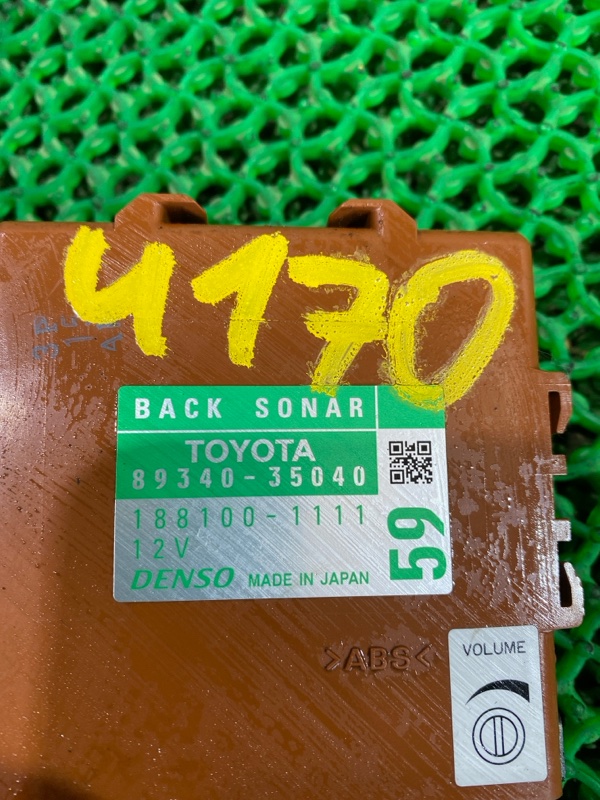 4170
BACK SONAR
TOYOTA
89340-35040
188100-1111
12V
DENSO MADE IN JAPAN
59
>ABS<
VOLUME